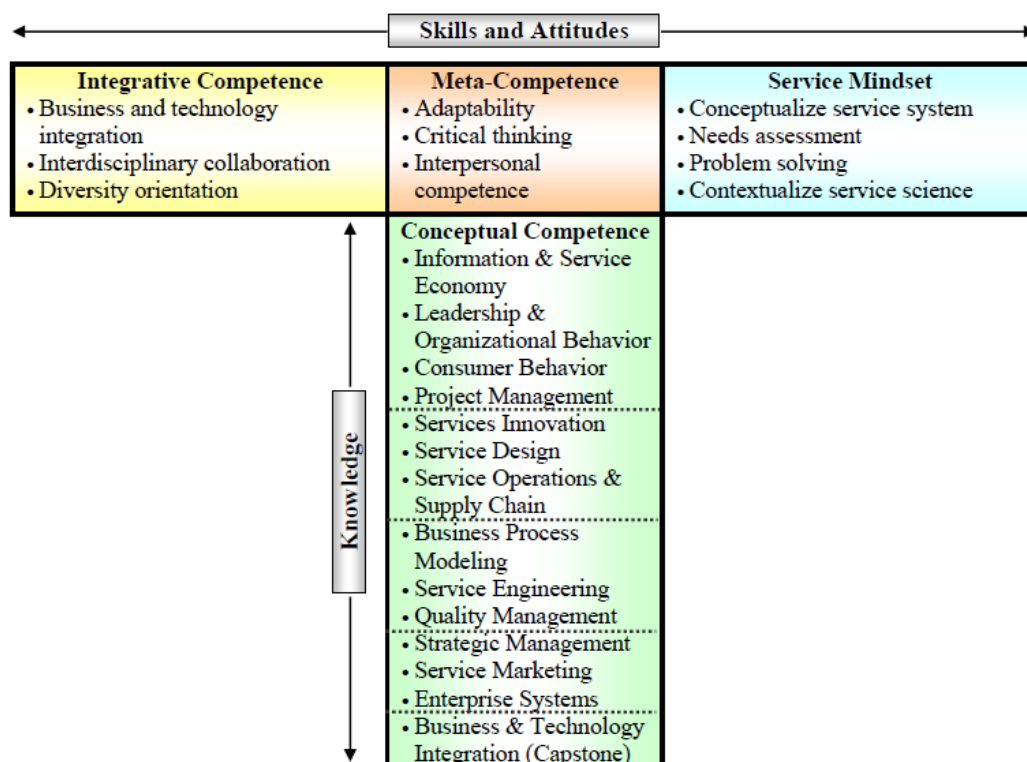 Skills and Attitudes
Integrative Competence
• Business and technology
integration
• Interdisciplinary collaboration
• Diversity orientation
Meta-Competence
• Adaptability
• Critical thinking
• Interpersonal
competence
Service Mindset
• Conceptualize service system
• Needs assessment
• Problem solving
• Contextualize service science
Knowledge
Conceptual Competence
• Information & Service
Economy
• Leadership &
Organizational Behavior
• Consumer Behavior
• Project Management
• Services Innovation
• Service Design
• Service Operations &
Supply Chain
• Business Process
Modeling
• Service Engineering
• Quality Management
• Strategic Management
• Service Marketing
• Enterprise Systems
• Business & Technology
Integration (Capstone)